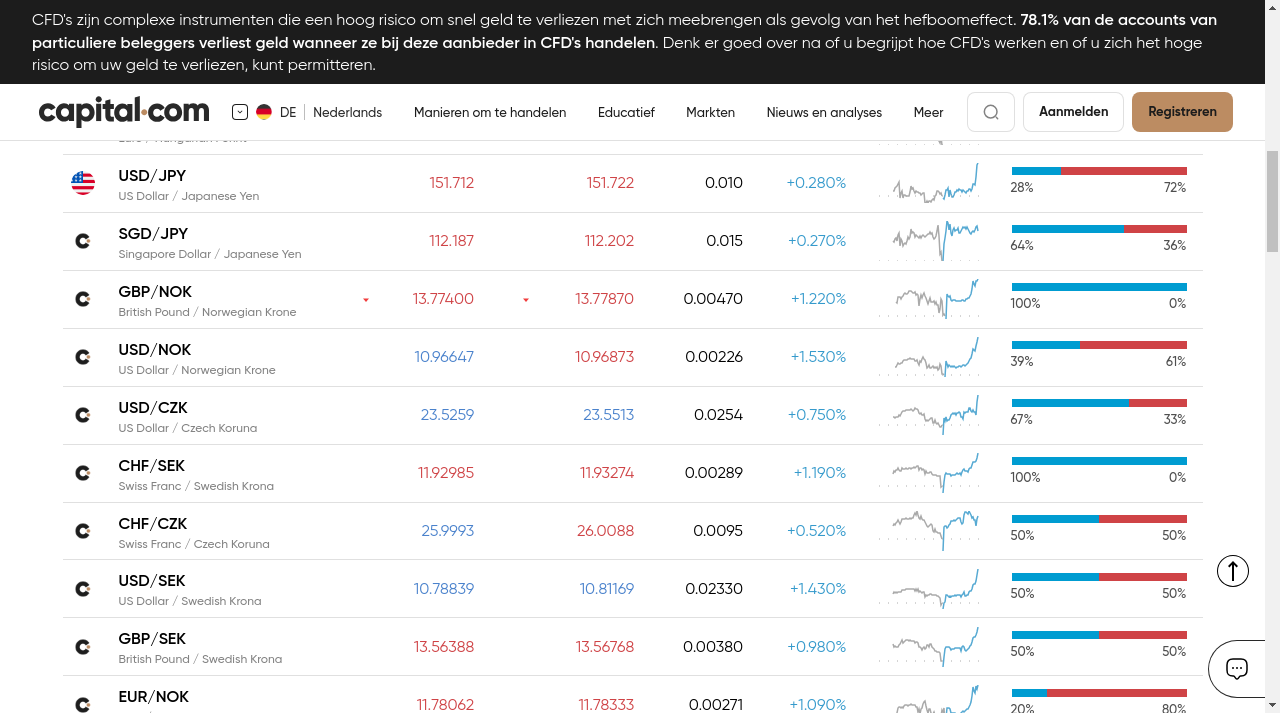 CFD's zijn complexe instrumenten die een hoog risico om snel geld te verliezen met zich meebrengen als gevolg van het hefboomeffect. 78.1% van de accounts van
particuliere beleggers verliest geld wanneer ze bij deze aanbieder in CFD's handelen. Denk er goed over na of u begrijpt hoe CFD's werken en of u zich het hoge
risico om uw geld te verliezen, kunt permitteren.
capital.com DE Nederlands Manieren om te handelen Educatief Markten Nieuws en analyses Meer Aanmelden Registreren
USD/JPY 151.712 151.722 0.010 +0.280%
US Dollar / Japanese Yen 28% 72%
SGD/JPY 112.187 112.202 0.015 +0.270%
Singapore Dollar / Japanese Yen 64% 36%
GBP/NOK 13.77400 13.77870 0.00470 +1.220%
British Pound / Norwegian Krone 100% 0%
USD/NOK 10.96647 10.96873 0.00226 +1.530%
US Dollar / Norwegian Krone 39% 61%
USD/CZK 23.5259 23.5513 0.0254 +0.750%
US Dollar / Czech Koruna 67% 33%
CHF/SEK 11.92985 11.93274 0.00289 +1.190%
Swiss Franc / Swedish Krona 100% 0%
CHF/CZK 25.9993 26.0088 0.0095 +0.520%
Swiss Franc / Czech Koruna 50% 50%
USD/SEK 10.78839 10.81169 0.02330 +1.430%
US Dollar / Swedish Krona 50% 50%
GBP/SEK 13.56388 13.56768 0.00380 +0.980%
British Pound / Swedish Krona 50% 50%
EUR/NOK 11.78062 11.78333 0.00271 +1.090%
20% 80%